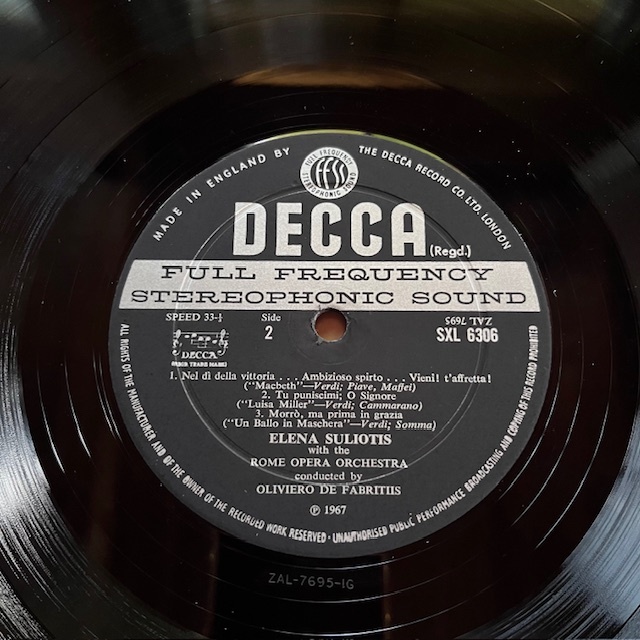 MADE IN ENGLAND BY THE DECCA RECORD CO. LTD. LONDON
FULL FREQUENCY STEREOPHONIC SOUND
FFSS
DECCA (Regd.)
FULL FREQUENCY
STEREOPHONIC SOUND
SPEED 33-⅓ Side ZAL 7695
2 SXL 6306
DECCA
1. Nel dì della vittoria . . . Ambizioso spirto . . . Vieni! t'affretta!
("Macbeth"—Verdi; Piave, Maffei)
2. Tu puniscimi; O Signore
("Luisa Miller"—Verdi; Cammarano)
3. Morrò, ma prima in grazia
("Un Ballo in Maschera"—Verdi; Somma)
ELENA SULIOTIS
with the
ROME OPERA ORCHESTRA
conducted by
OLIVIERO DE FABRITIIS
℗ 1967
ALL RIGHTS OF THE MANUFACTURER AND OF THE OWNER OF THE RECORDED WORK RESERVED · UNAUTHORISED PUBLIC PERFORMANCE BROADCASTING AND COPYING OF THIS RECORD PROHIBITED
ZAL-7695-1G